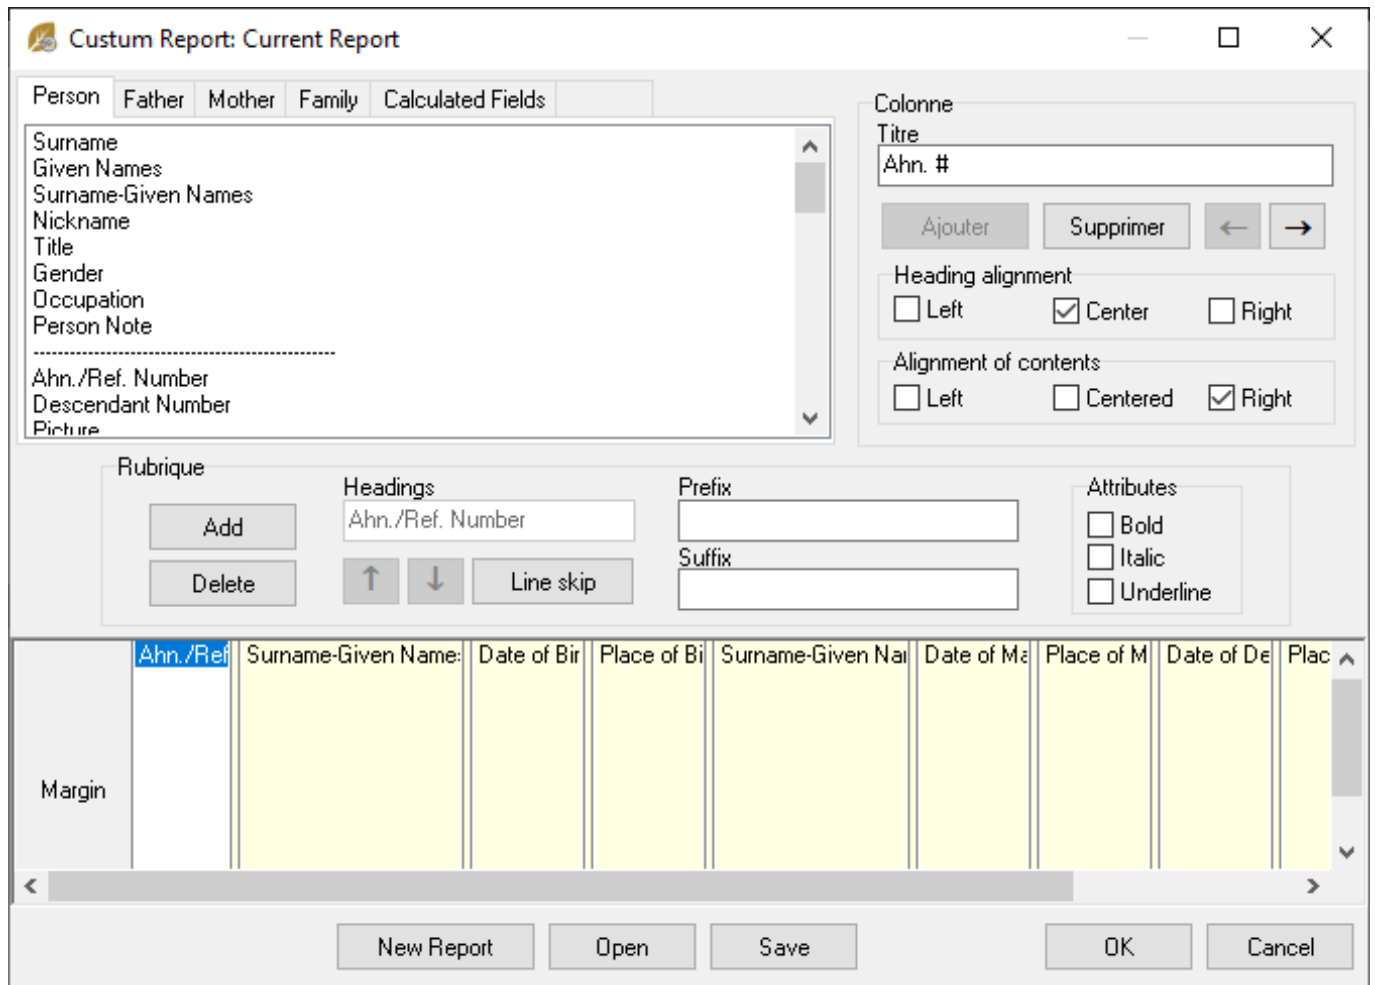 Custum Report: Current Report
Person Father Mother Family Calculated Fields
Surname
Given Names
Surname-Given Names
Nickname
Title
Gender
Occupation
Person Note
------------------------------------------------
Ahn./Ref. Number
Descendant Number
Picture
Colonne
Titre
Ahn. #
Ajouter Supprimer ← →
Heading alignment
Left Center Right
Alignment of contents
Left Centered Right
Rubrique
Add
Delete
Headings
Ahn./Ref. Number
↑ ↓ Line skip
Prefix
Suffix
Attributes
Bold
Italic
Underline
Ahn./Ref Surname-Given Name: Date of Bir Place of Bi Surname-Given Nai Date of Ma Place of M Date of De Plac
Margin
New Report Open Save OK Cancel